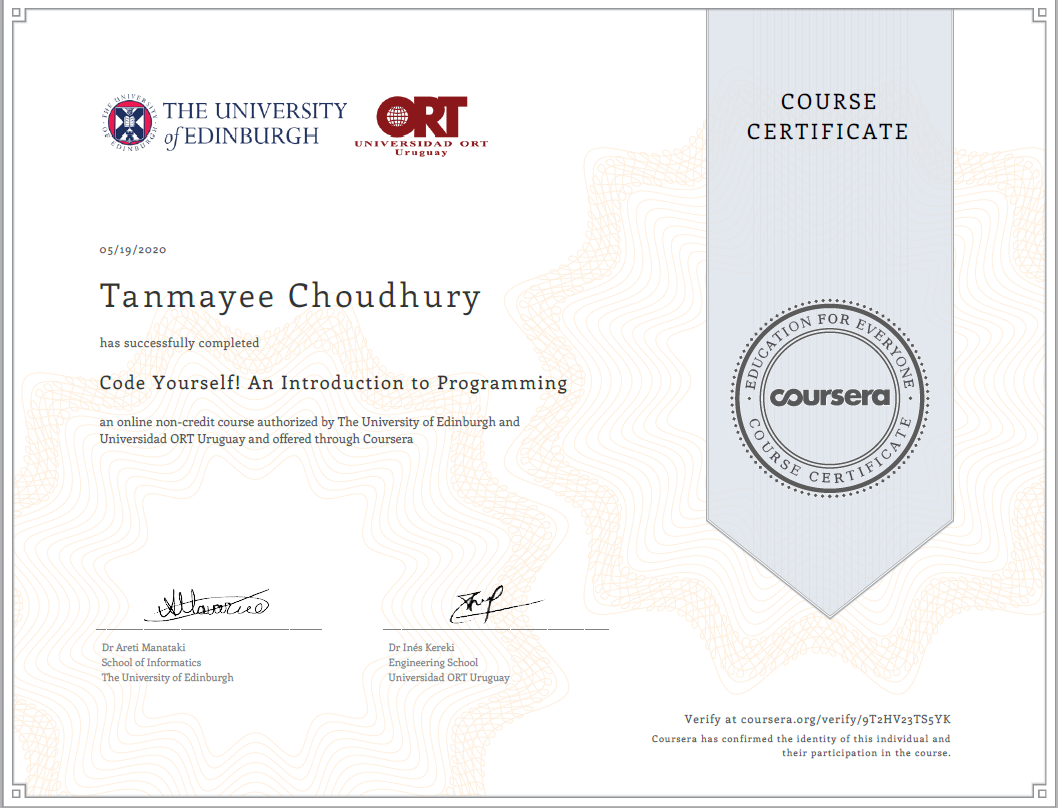 THE UNIVERSITY
of EDINBURGH
THE UNIVERSITY OF EDINBURGH
ORT
UNIVERSIDAD ORT
Uruguay
COURSE
CERTIFICATE
05/19/2020
Tanmayee Choudhury
has successfully completed
Code Yourself! An Introduction to Programming
an online non-credit course authorized by The University of Edinburgh and
Universidad ORT Uruguay and offered through Coursera
EDUCATION FOR EVERYONE
coursera
COURSE CERTIFICATE
Dr Areti Manataki
School of Informatics
The University of Edinburgh
Dr Inés Kereki
Engineering School
Universidad ORT Uruguay
Verify at coursera.org/verify/9T2HV23TS5YK
Coursera has confirmed the identity of this individual and
their participation in the course.